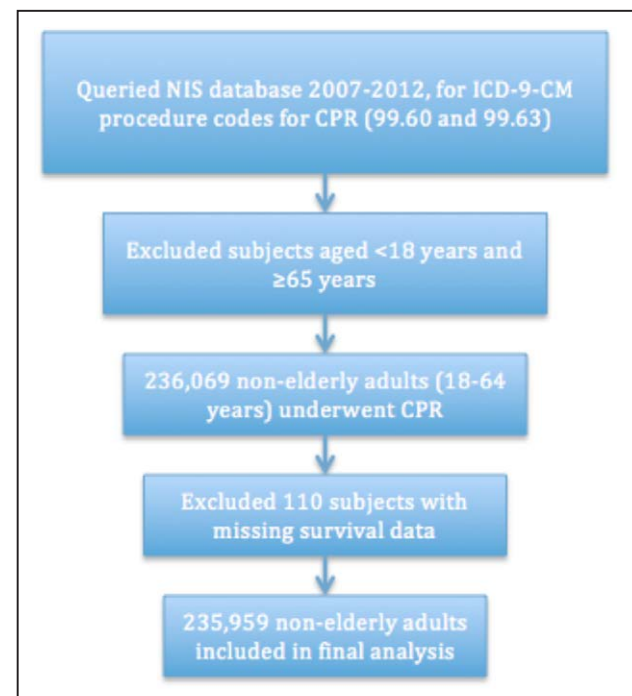 Queried NIS database 2007-2012, for ICD-9-CM
procedure codes for CPR (99.60 and 99.63)
Excluded subjects aged <18 years and
≥65 years
236,069 non-elderly adults (18-64
years) underwent CPR
Excluded 110 subjects with
missing survival data
235,959 non-elderly adults
included in final analysis